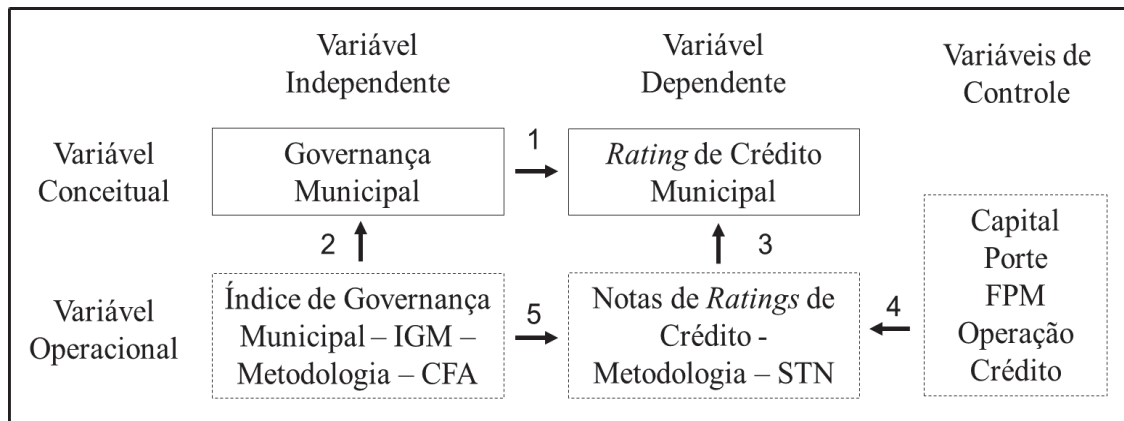 Variável
Independente
Variável
Dependente
Variáveis de
Controle
Variável
Conceitual
Governança
Municipal
1
Rating de Crédito
Municipal
2
3
Variável
Operacional
Índice de Governança
Municipal – IGM –
Metodologia – CFA
5
Notas de Ratings de
Crédito -
Metodologia – STN
4
Capital
Porte
FPM
Operação
Crédito